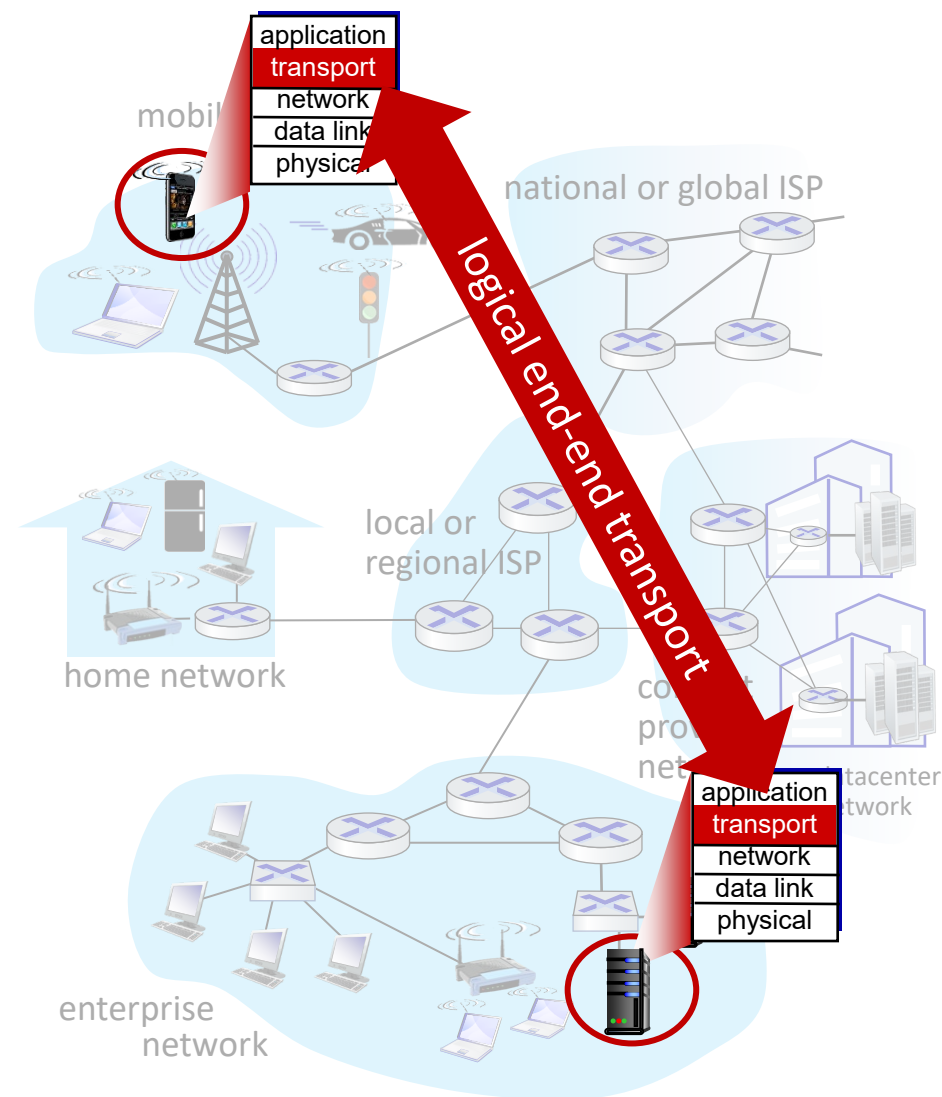 application
transport
network
data link
physical
national or global ISP
logical end-end transport
local or
regional ISP
home network
application
transport
network
data link
physical
enterprise
network